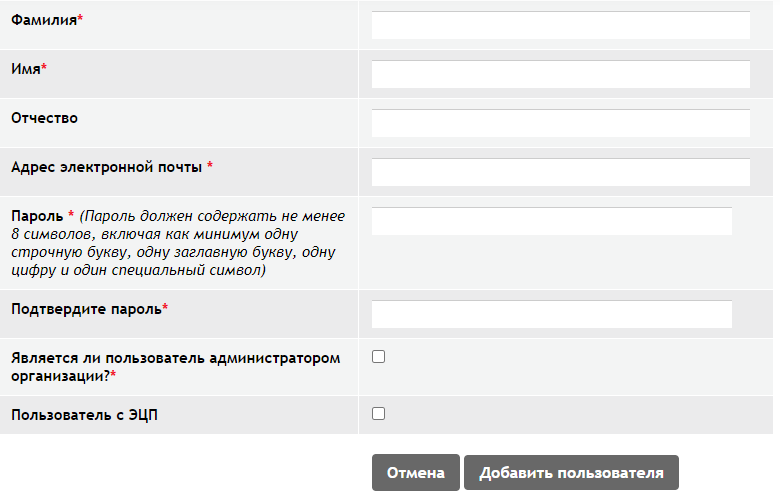 Фамилия*
Имя*
Отчество
Адрес электронной почты *
Пароль * (Пароль должен содержать не менее
8 символов, включая как минимум одну
строчную букву, одну заглавную букву, одну
цифру и один специальный символ)
Подтвердите пароль*
Является ли пользователь администратором
организации?*
Пользователь с ЭЦП
Отмена Добавить пользователя